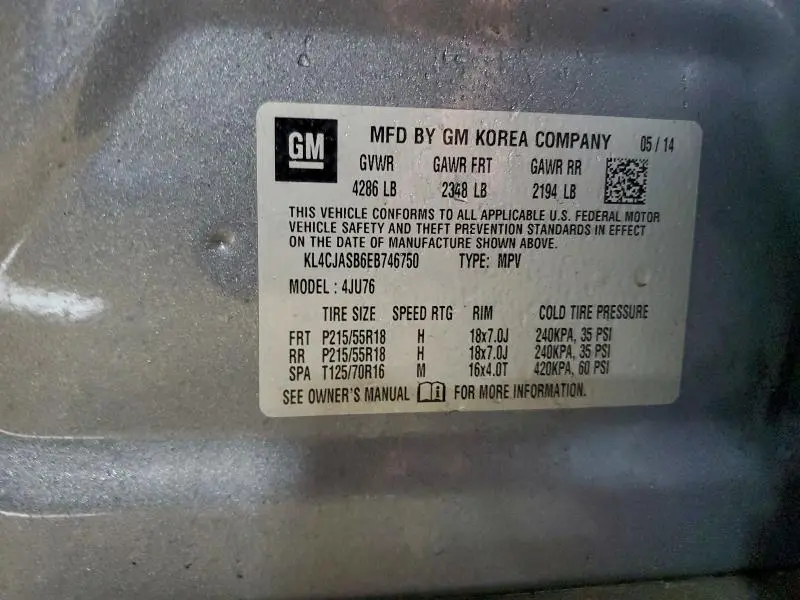 GM MFD BY GM KOREA COMPANY 05 / 14
GVWR GAWR FRT GAWR RR
4286 LB 2348 LB 2194 LB
THIS VEHICLE CONFORMS TO ALL APPLICABLE U.S. FEDERAL MOTOR
VEHICLE SAFETY AND THEFT PREVENTION STANDARDS IN EFFECT
ON THE DATE OF MANUFACTURE SHOWN ABOVE.
KL4CJASB6EB746750 TYPE: MPV
MODEL : 4JU76
TIRE SIZE SPEED RTG RIM COLD TIRE PRESSURE
FRT P215/55R18 H 18x7.0J 240KPA, 35 PSI
RR P215/55R18 H 18x7.0J 240KPA, 35 PSI
SPA T125/70R16 M 16x4.0T 420KPA, 60 PSI
SEE OWNER'S MANUAL FOR MORE INFORMATION.